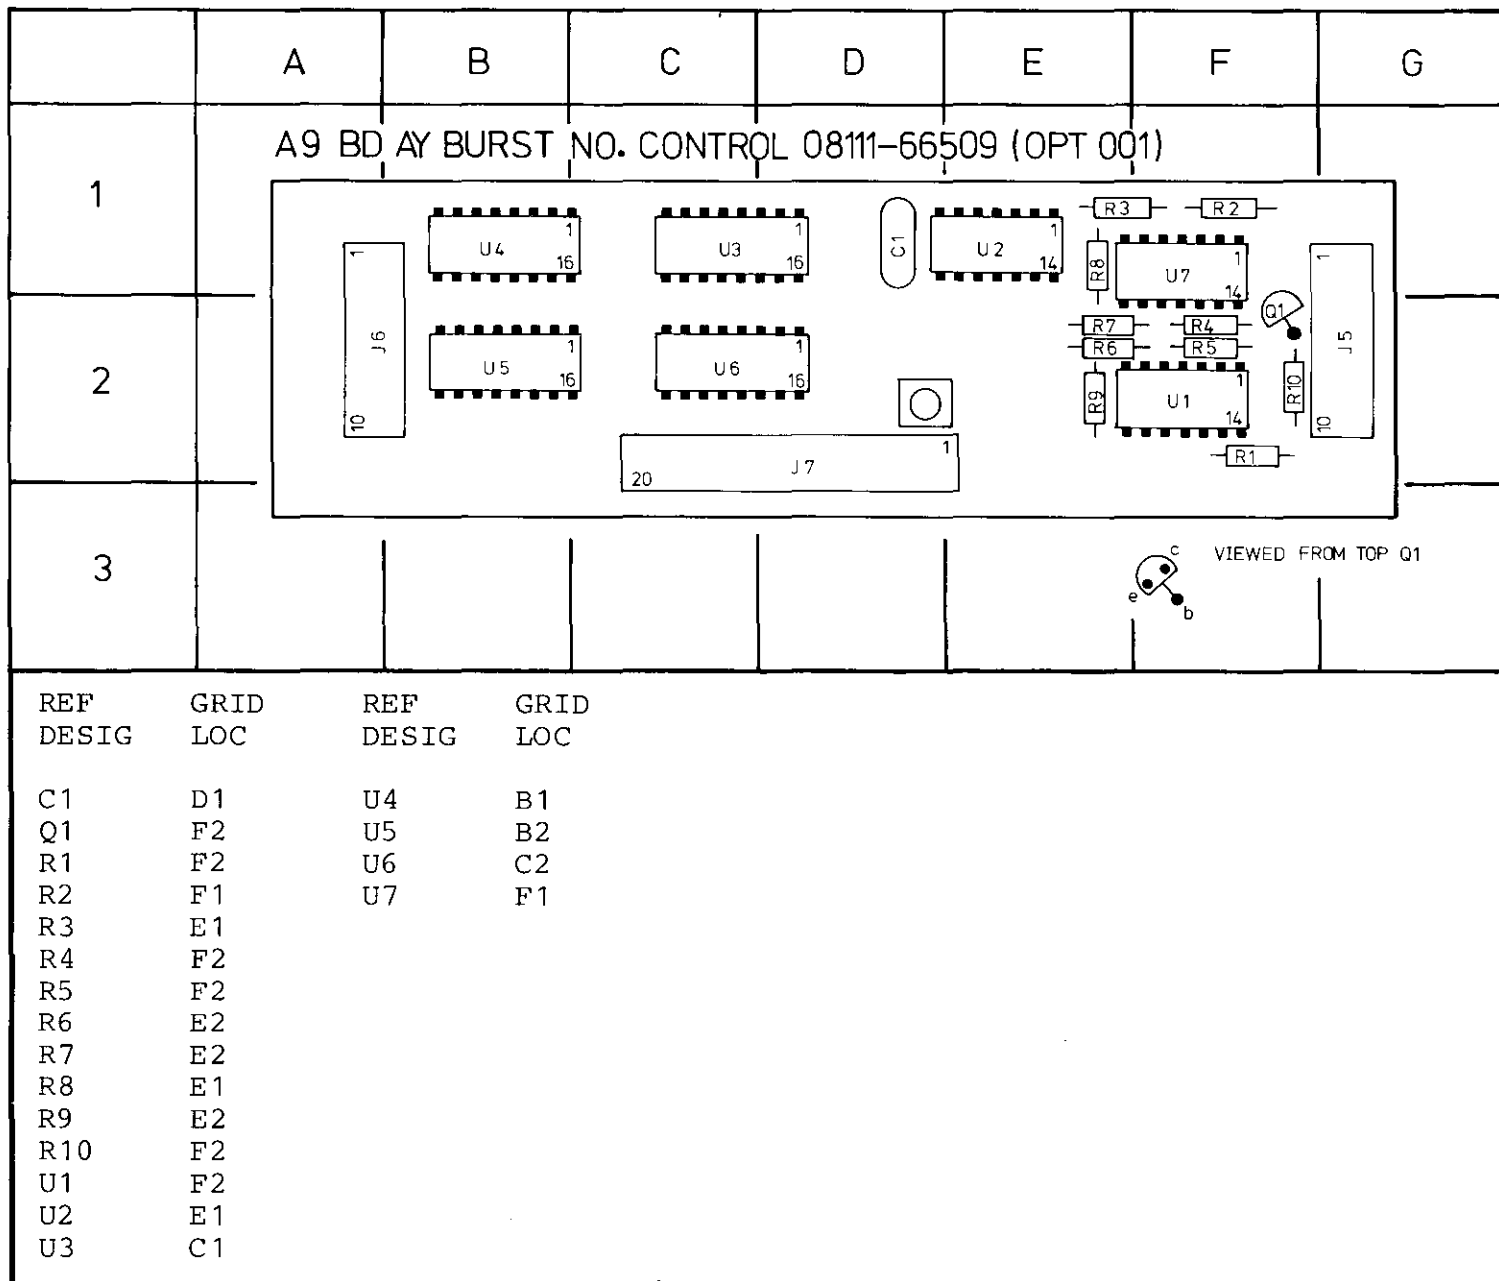 A B C D E F G
A9 BD AY BURST NO. CONTROL 08111-66509 (OPT 001)
1
R3 R2
U4 1 16
U3 1 16
C1
U2 1 14
R8
U7 1 14
1 J6 10
1 J5 10
Q1
2
U5 1 16
U6 1 16
R7 R4
R6 R5
R9
U1 1 14
R10
R1
20 J7 1
3
c e b
VIEWED FROM TOP Q1
REF GRID REF GRID
DESIG LOC DESIG LOC
C1 D1 U4 B1
Q1 F2 U5 B2
R1 F2 U6 C2
R2 F1 U7 F1
R3 E1
R4 F2
R5 F2
R6 E2
R7 E2
R8 E1
R9 E2
R10 F2
U1 F2
U2 E1
U3 C1